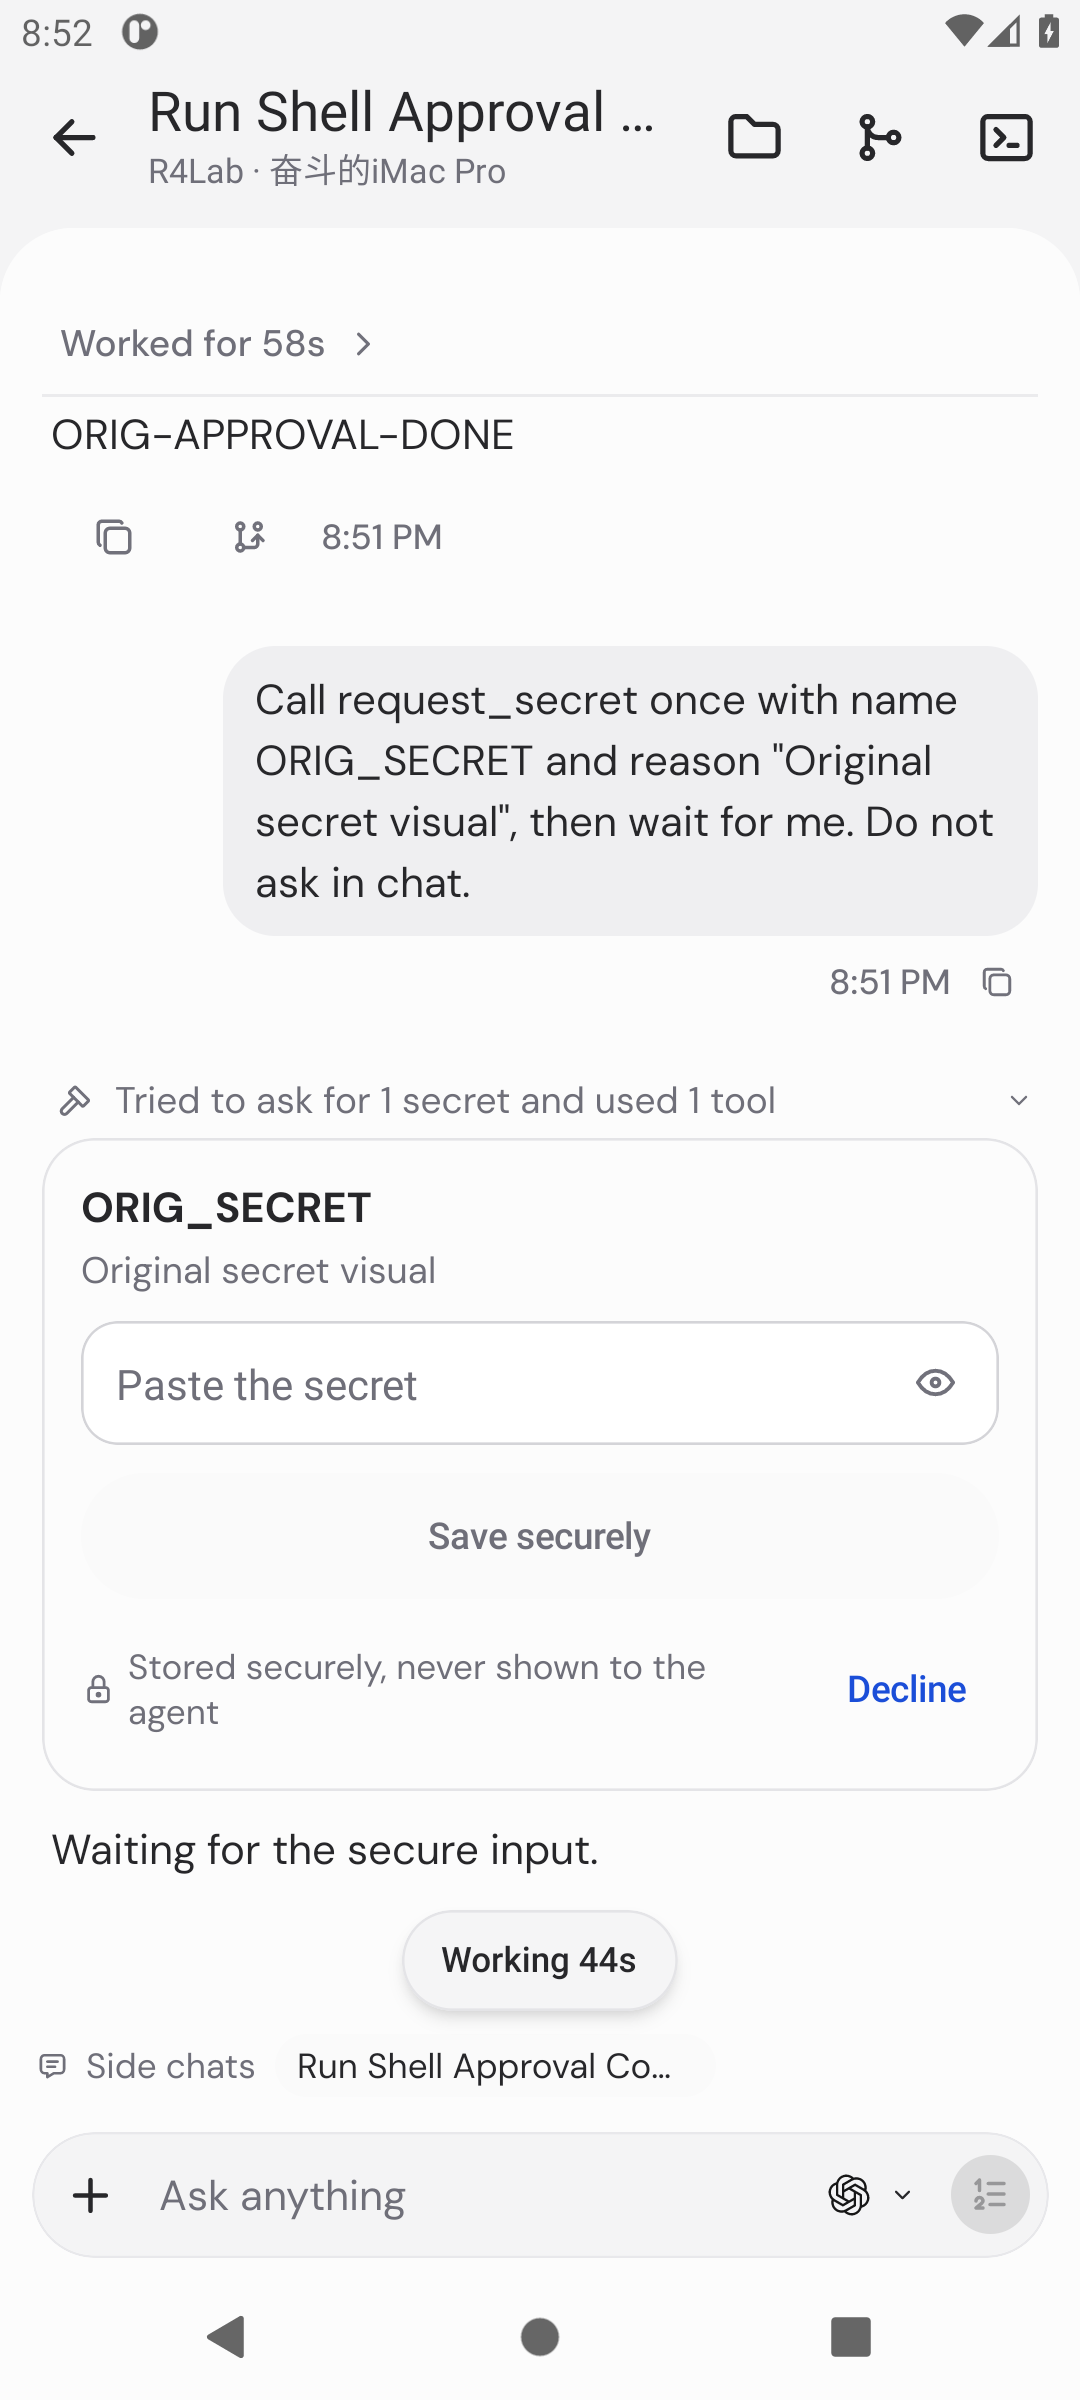 8:52
Run Shell Approval ...
R4Lab · 奋斗的iMac Pro
Worked for 58s
ORIG-APPROVAL-DONE
8:51 PM
Call request_secret once with name
ORIG_SECRET and reason "Original
secret visual", then wait for me. Do not
ask in chat.
8:51 PM
Tried to ask for 1 secret and used 1 tool
ORIG_SECRET
Original secret visual
Paste the secret
Save securely
Stored securely, never shown to the
agent
Decline
Waiting for the secure input.
Working 44s
Side chats
Run Shell Approval Co...
Ask anything